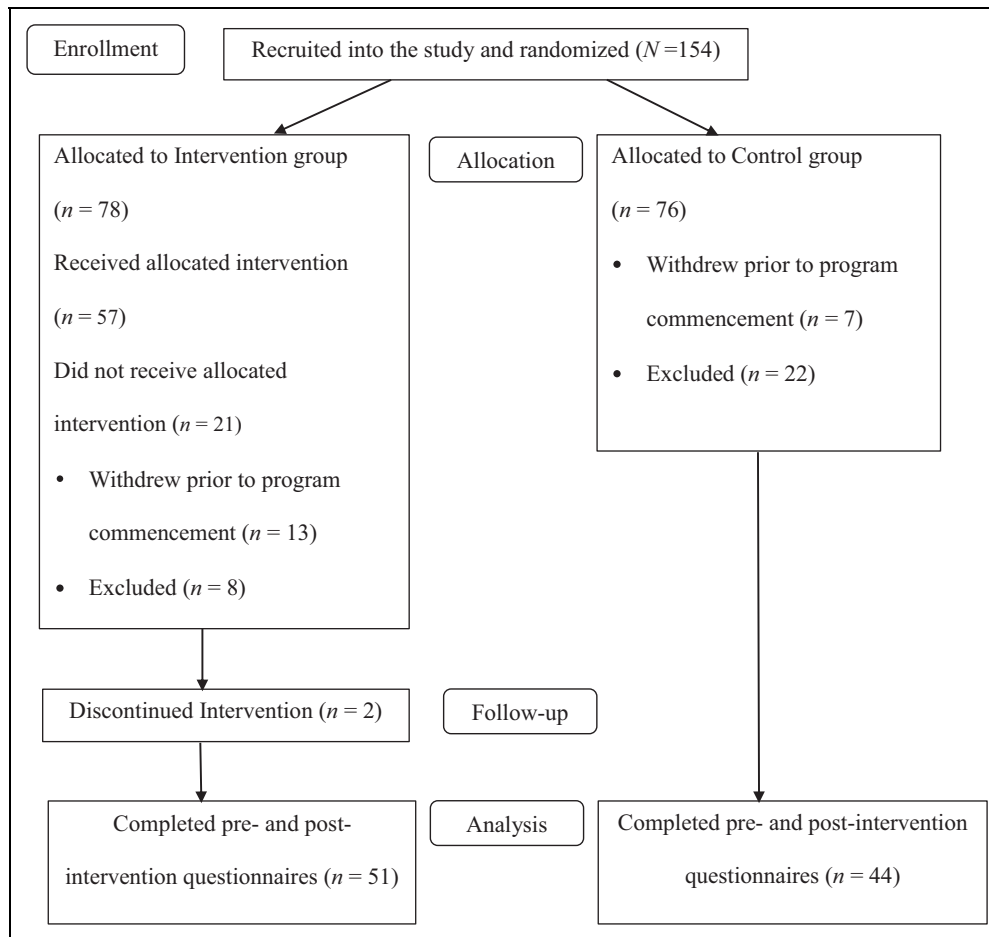 Enrollment
Recruited into the study and randomized (N =154)
Allocated to Intervention group
(n = 78)
Received allocated intervention
(n = 57)
Did not receive allocated
intervention (n = 21)
• Withdrew prior to program
commencement (n = 13)
• Excluded (n = 8)
Allocation
Allocated to Control group
(n = 76)
• Withdrew prior to program
commencement (n = 7)
• Excluded (n = 22)
Discontinued Intervention (n = 2)
Follow-up
Completed pre- and post-
intervention questionnaires (n = 51)
Analysis
Completed pre- and post-intervention
questionnaires (n = 44)